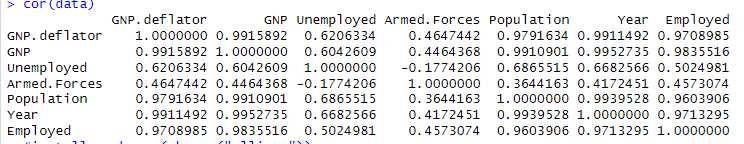 > cor(data)
GNP.deflator GNP Unemployed Armed.Forces Population Year Employed
GNP.deflator 1.0000000 0.9915892 0.6206334 0.4647442 0.9791634 0.9911492 0.9708985
GNP 0.9915892 1.0000000 0.6042609 0.4464368 0.9910901 0.9952735 0.9835516
Unemployed 0.6206334 0.6042609 1.0000000 -0.1774206 0.6865515 0.6682566 0.5024981
Armed.Forces 0.4647442 0.4464368 -0.1774206 1.0000000 0.3644163 0.4172451 0.4573074
Population 0.9791634 0.9910901 0.6865515 0.3644163 1.0000000 0.9939528 0.9603906
Year 0.9911492 0.9952735 0.6682566 0.4172451 0.9939528 1.0000000 0.9713295
Employed 0.9708985 0.9835516 0.5024981 0.4573074 0.9603906 0.9713295 1.0000000